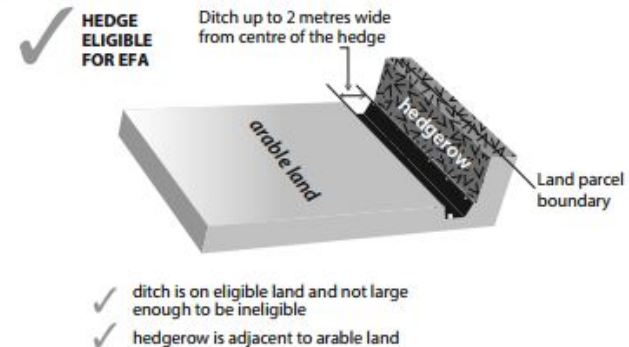 HEDGE
ELIGIBLE
FOR EFA
Ditch up to 2 metres wide
from centre of the hedge
hedgerow
arable land
Land parcel
boundary
ditch is on eligible land and not large
enough to be ineligible
hedgerow is adjacent to arable land